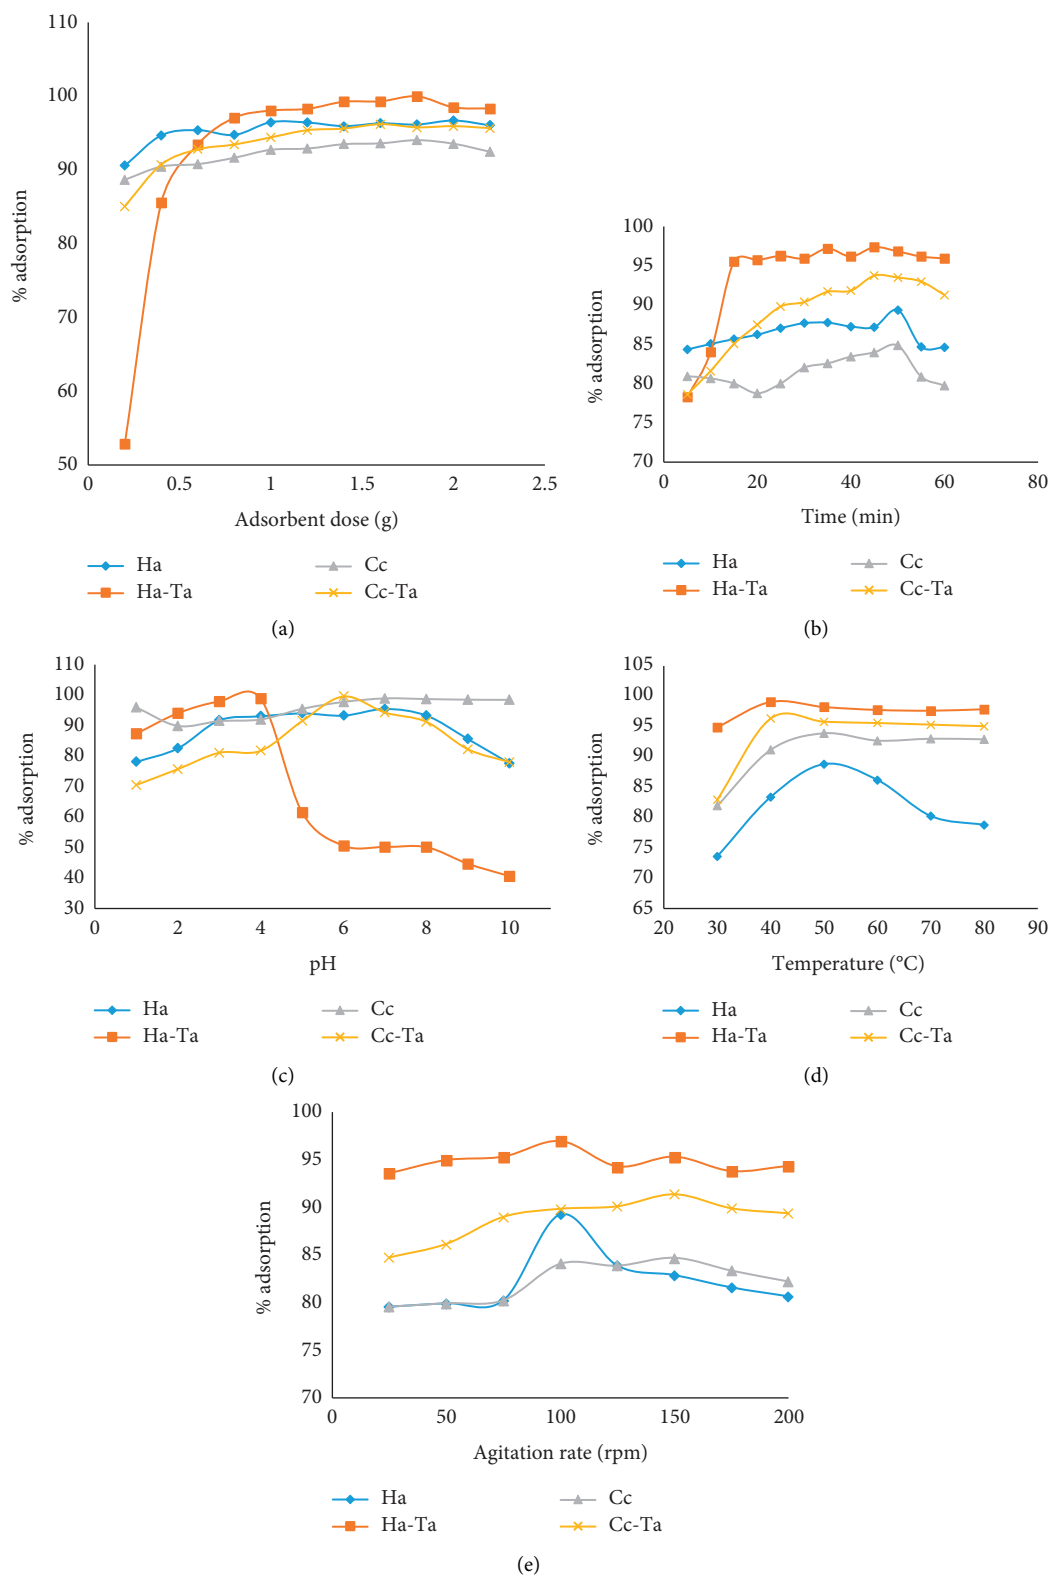 110
100
90
80
70
60
50
% adsorption
0 0.5 1 1.5 2 2.5
Adsorbent dose (g)
Ha Cc
Ha-Ta Cc-Ta
(a)
100
95
90
85
80
75
70
% adsorption
0 20 40 60 80
Time (min)
Ha Cc
Ha-Ta Cc-Ta
(b)
110
100
90
80
70
60
50
40
30
% adsorption
0 2 4 6 8 10
pH
Ha Cc
Ha-Ta Cc-Ta
(c)
105
100
95
90
85
80
75
70
65
% adsorption
20 30 40 50 60 70 80 90
Temperature (°C)
Ha Cc
Ha-Ta Cc-Ta
(d)
100
95
90
85
80
75
70
% adsorption
0 50 100 150 200
Agitation rate (rpm)
Ha Cc
Ha-Ta Cc-Ta
(e)